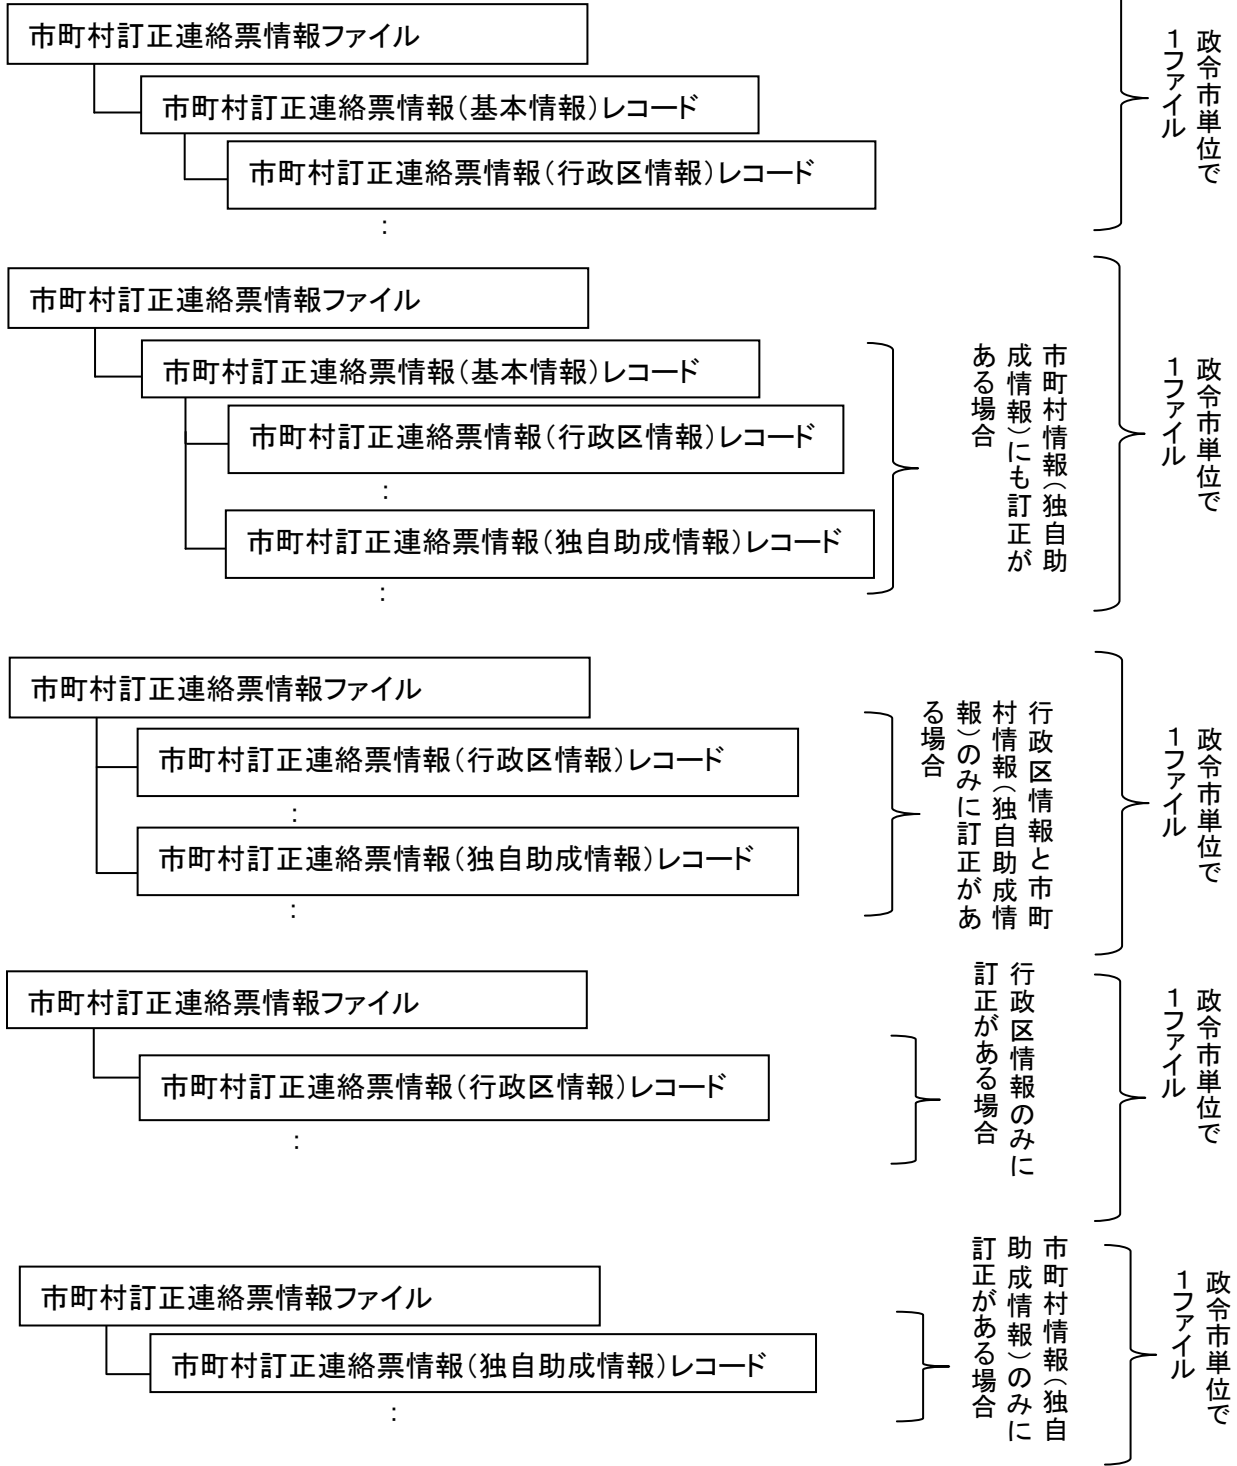 市町村訂正連絡票情報ファイル
市町村訂正連絡票情報（基本情報）レコード
市町村訂正連絡票情報（行政区情報）レコード
：
政令市単位で
１ファイル
市町村訂正連絡票情報ファイル
市町村訂正連絡票情報（基本情報）レコード
市町村訂正連絡票情報（行政区情報）レコード
：
市町村訂正連絡票情報（独自助成情報）レコード
：
市町村情報（独自助
成情報）にも訂正が
ある場合
政令市単位で
１ファイル
市町村訂正連絡票情報ファイル
市町村訂正連絡票情報（行政区情報）レコード
：
市町村訂正連絡票情報（独自助成情報）レコード
：
行政区情報と市町
村情報（独自助成情
報）のみに訂正があ
る場合
政令市単位で
１ファイル
市町村訂正連絡票情報ファイル
市町村訂正連絡票情報（行政区情報）レコード
：
行政区情報のみに
訂正がある場合
政令市単位で
１ファイル
市町村訂正連絡票情報ファイル
市町村訂正連絡票情報（独自助成情報）レコード
：
市町村情報（独自
助成情報）のみに
訂正がある場合
政令市単位で
１ファイル